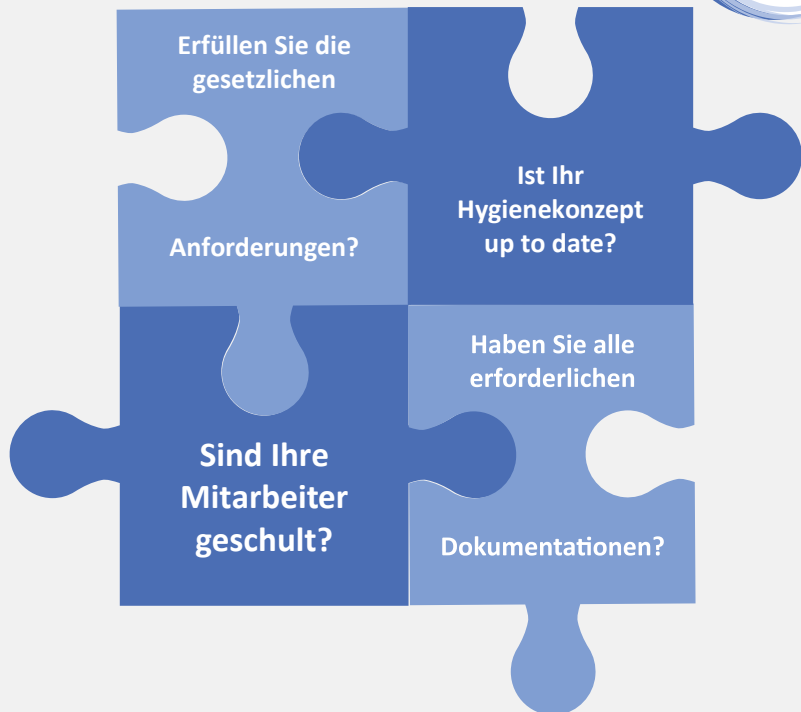 Erfüllen Sie die
gesetzlichen
Anforderungen?
Ist Ihr
Hygienekonzept
up to date?
Sind Ihre
Mitarbeiter
geschult?
Haben Sie alle
erforderlichen
Dokumentationen?